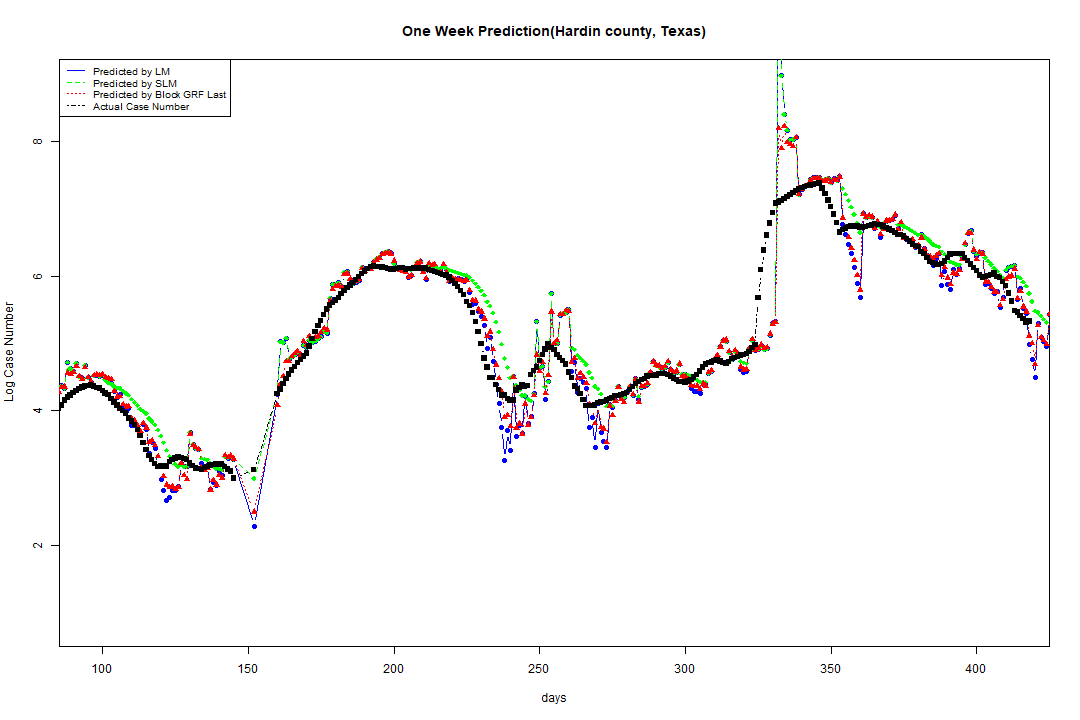 One Week Prediction(Hardin county, Texas)
Predicted by LM
Predicted by SLM
Predicted by Block GRF Last
Actual Case Number
Log Case Number
8
6
4
2
100 150 200 250 300 350 400
days